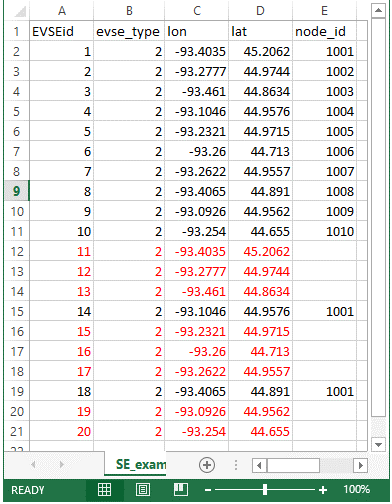 A B C D E
1 EVSEid evse_type lon lat node_id
2 1 2 -93.4035 45.2062 1001
3 2 2 -93.2777 44.9744 1002
4 3 2 -93.461 44.8634 1003
5 4 2 -93.1046 44.9576 1004
6 5 2 -93.2321 44.9715 1005
7 6 2 -93.26 44.713 1006
8 7 2 -93.2622 44.9557 1007
9 8 2 -93.4065 44.891 1008
10 9 2 -93.0926 44.9562 1009
11 10 2 -93.254 44.655 1010
12 11 2 -93.4035 45.2062
13 12 2 -93.2777 44.9744
14 13 2 -93.461 44.8634
15 14 2 -93.1046 44.9576 1001
16 15 2 -93.2321 44.9715
17 16 2 -93.26 44.713
18 17 2 -93.2622 44.9557
19 18 2 -93.4065 44.891 1001
20 19 2 -93.0926 44.9562
21 20 2 -93.254 44.655
SE_exam
READY 100%